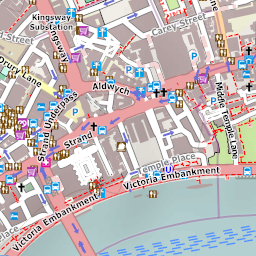 Kingsway
Substation
Kingsway
Carey Street
Drury Lane
Aldwych
Strand Underpass
Strand
Middle Temple Lane
Temple Place
Victoria Embankment
Victoria Embankment